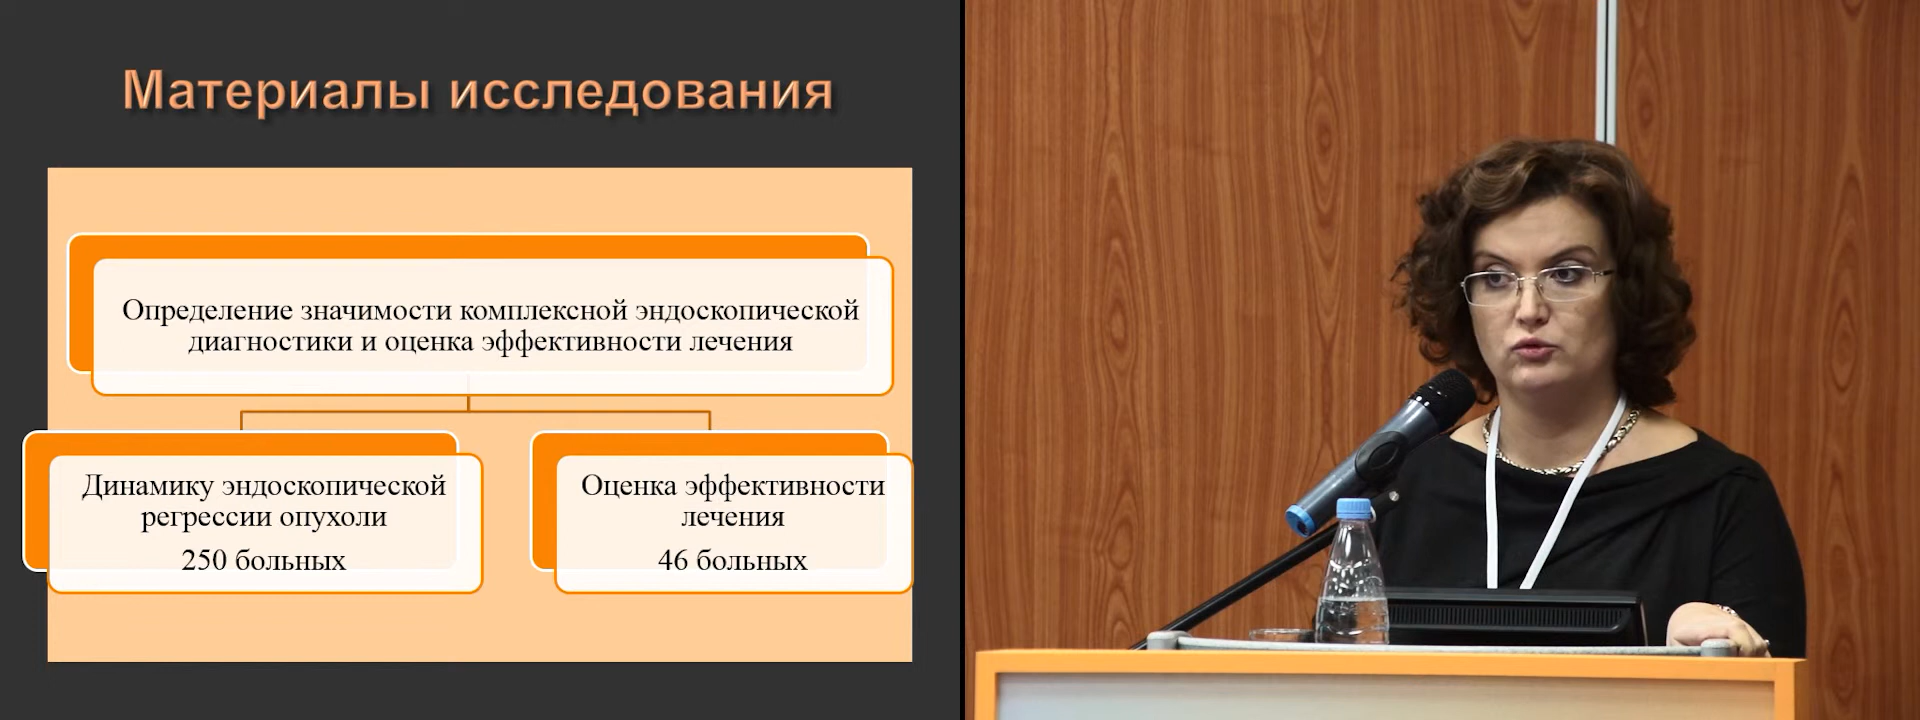 Материалы исследования
Определение значимости комплексной эндоскопической
диагностики и оценка эффективности лечения
Динамику эндоскопической
регрессии опухоли
250 больных
Оценка эффективности
лечения
46 больных